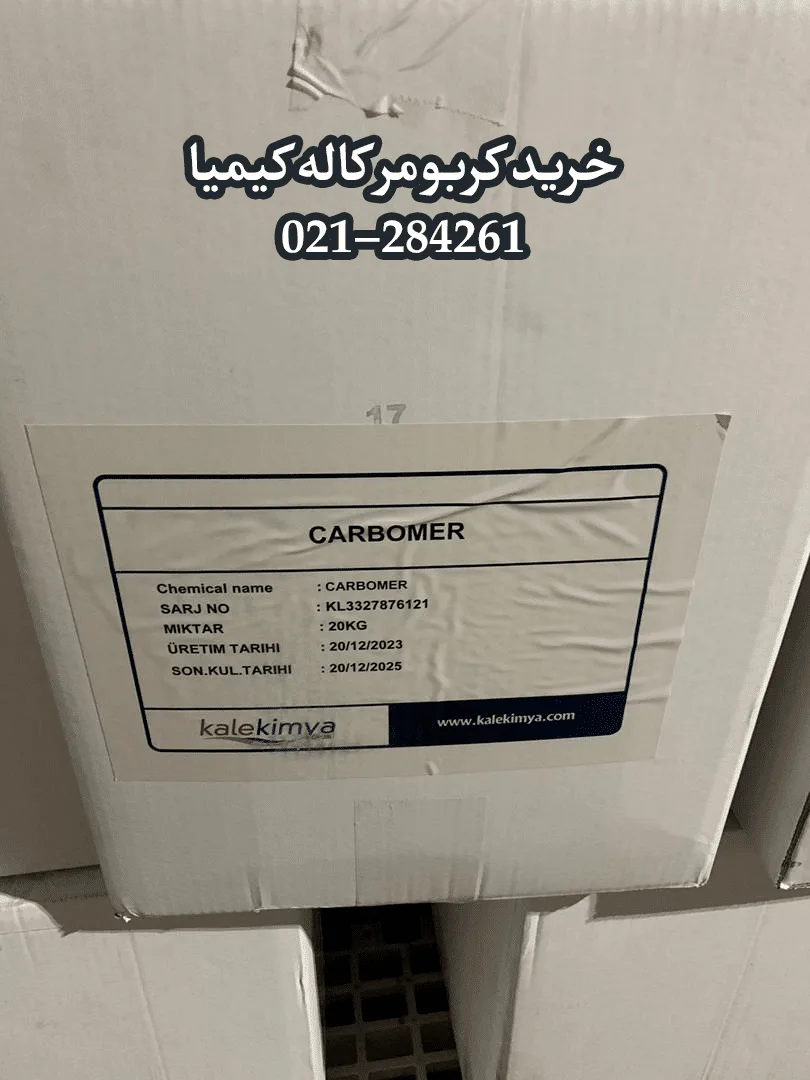 خرید کربومر کاله کیمیا
021-284261
17
CARBOMER
Chemical name : CARBOMER
SARJ NO : KL3327876121
MIKTAR : 20KG
ÜRETIM TARIHI : 20/12/2023
SON.KUL.TARIHI : 20/12/2025
kalekimya
www.kalekimya.com